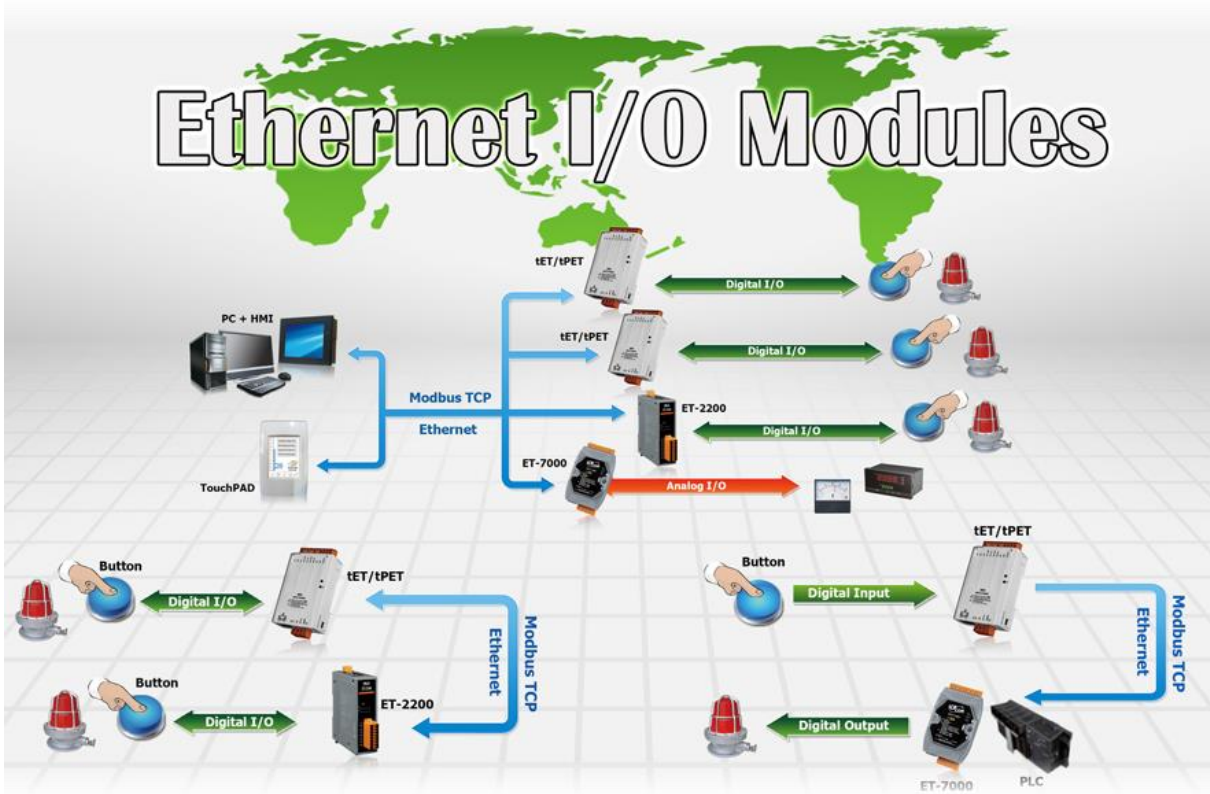 Ethernet I/O Modules
tET/tPET
Digital I/O
PC + HMI
tET/tPET
Digital I/O
Modbus TCP
Ethernet
ET-2200
Digital I/O
ET-7000
Analog I/O
TouchPAD
Button
tET/tPET
Digital I/O
Modbus TCP
Ethernet
Button
ET-2200
Digital I/O
tET/tPET
Button
Digital Input
Modbus TCP
Ethernet
Digital Output
ET-7000
PLC